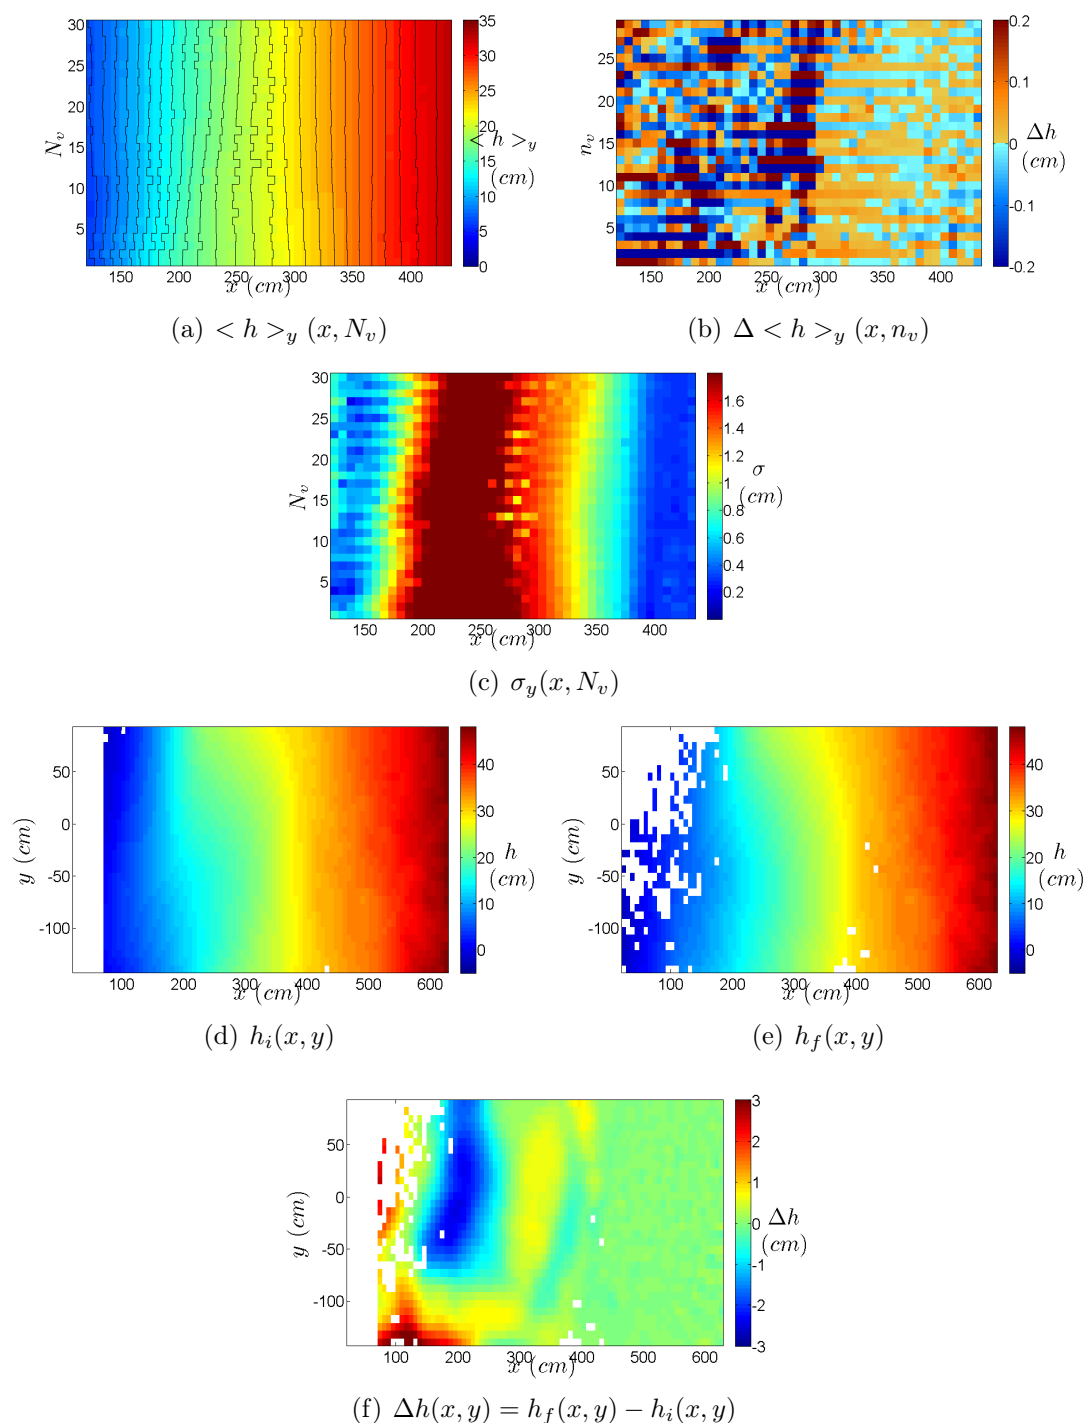 30
25
20
15
10
5
N_v
150 200 250 300 350 400
x (cm)
35
30
25
20
15
10
5
0
< h >_y
(cm)
(a) < h >_y (x, N_v)
25
20
15
10
5
n_v
150 200 250 300 350 400
x (cm)
0.2
0.1
0
-0.1
-0.2
Δh
(cm)
(b) Δ < h >_y (x, n_v)
30
25
20
15
10
5
N_v
150 200 250 300 350 400
x (cm)
1.6
1.4
1.2
1
0.8
0.6
0.4
0.2
σ
(cm)
(c) σ_y(x, N_v)
50
0
-50
-100
y (cm)
100 200 300 400 500 600
x (cm)
40
30
20
10
0
h
(cm)
(d) h_i(x, y)
50
0
-50
-100
y (cm)
100 200 300 400 500 600
x (cm)
40
30
20
10
0
h
(cm)
(e) h_f(x, y)
50
0
-50
-100
y (cm)
100 200 300 400 500 600
x (cm)
3
2
1
0
-1
-2
-3
Δh
(cm)
(f) Δh(x, y) = h_f(x, y) − h_i(x, y)